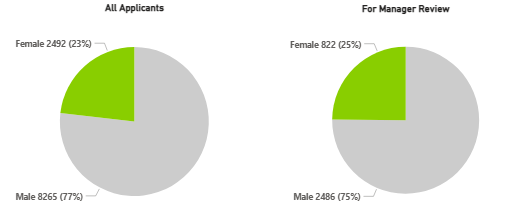 All Applicants
Female 2492 (23%)
Male 8265 (77%)
For Manager Review
Female 822 (25%)
Male 2486 (75%)